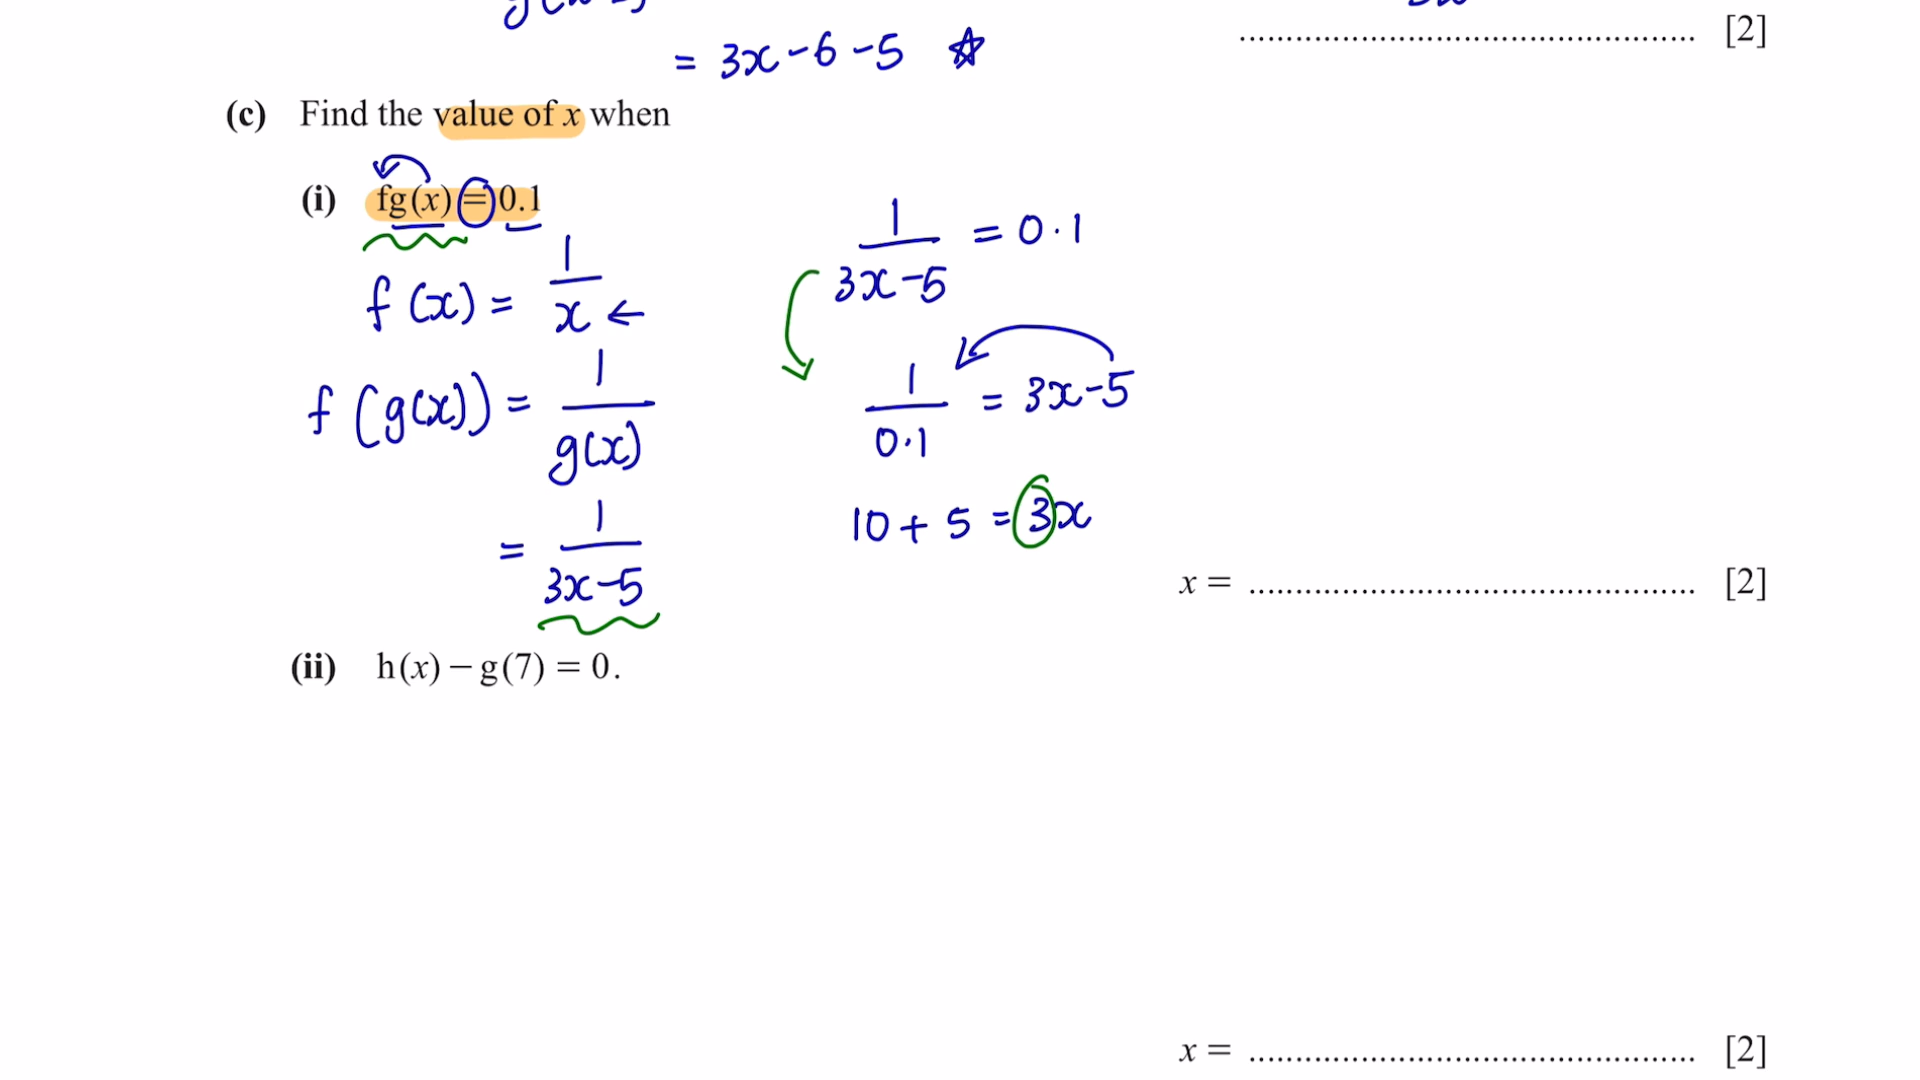 = 3x - 6 - 5 ☆
[2]
(c) Find the value of x when
(i) fg(x) = 0.1
f(x) = 1/x ←
f(g(x)) = 1/g(x)
= 1/(3x-5)
1/(3x-5) = 0.1
1/0.1 = 3x-5
10 + 5 = 3x
x = .............................................. [2]
(ii) h(x) – g(7) = 0.
x = .............................................. [2]